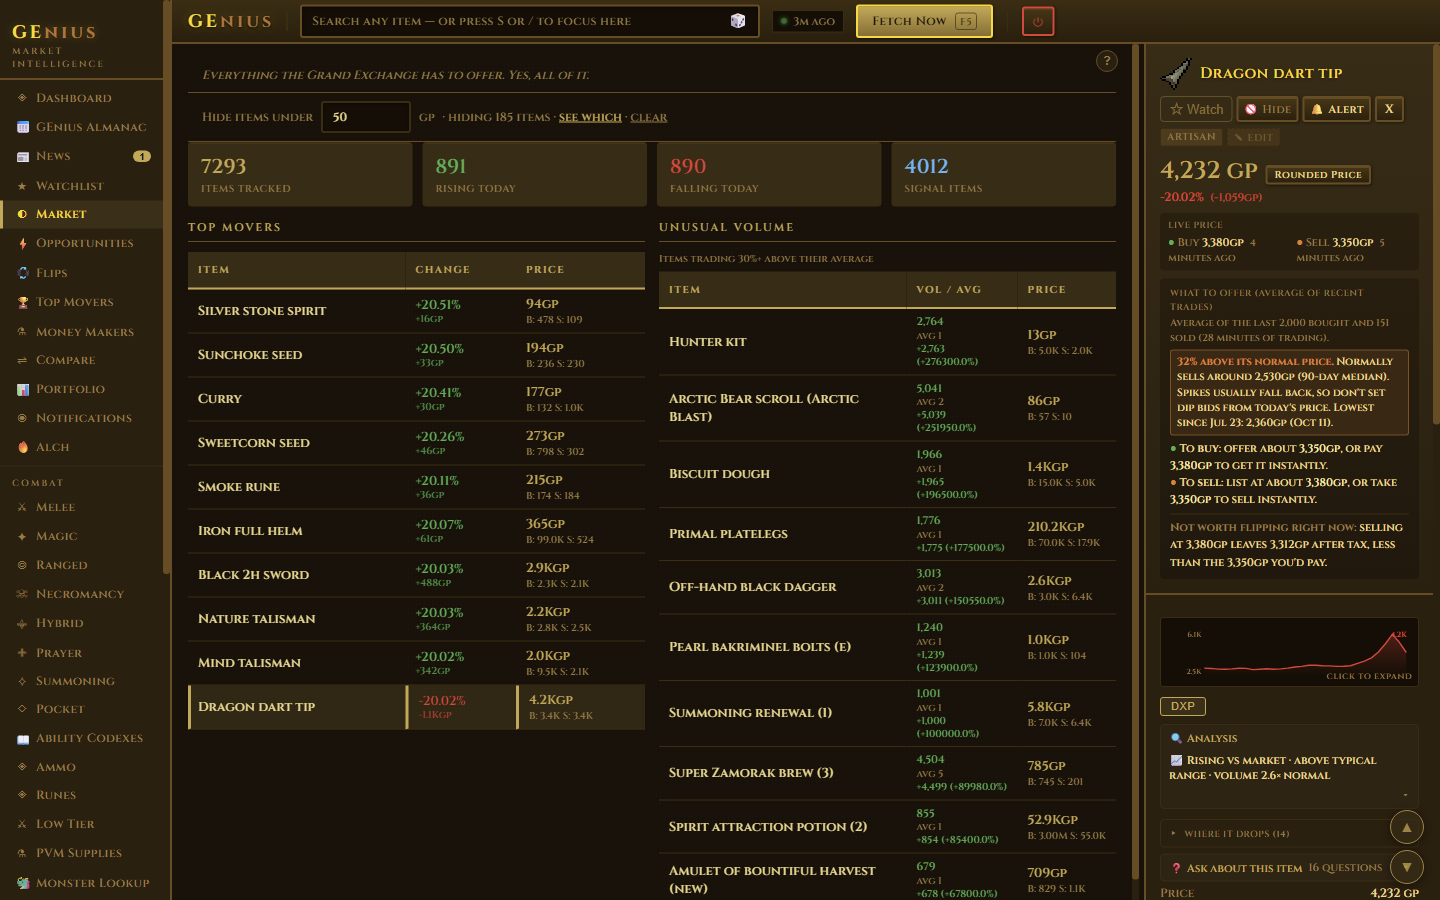 GENIUS
MARKET
INTELLIGENCE
DASHBOARD
GENIUS ALMANAC
NEWS 1
WATCHLIST
MARKET
OPPORTUNITIES
FLIPS
TOP MOVERS
MONEY MAKERS
COMPARE
PORTFOLIO
NOTIFICATIONS
ALCH
COMBAT
MELEE
MAGIC
RANGED
NECROMANCY
HYBRID
PRAYER
SUMMONING
POCKET
ABILITY CODEXES
AMMO
RUNES
LOW TIER
PVM SUPPLIES
MONSTER LOOKUP
GENIUS
SEARCH ANY ITEM — OR PRESS S OR / TO FOCUS HERE
3M AGO
FETCH NOW F5
EVERYTHING THE GRAND EXCHANGE HAS TO OFFER. YES, ALL OF IT.
?
HIDE ITEMS UNDER 50 GP · HIDING 185 ITEMS · SEE WHICH · CLEAR
7293
ITEMS TRACKED
891
RISING TODAY
890
FALLING TODAY
4012
SIGNAL ITEMS
TOP MOVERS
ITEM CHANGE PRICE
SILVER STONE SPIRIT +20.51% 94GP
+16GP B: 478 S: 109
SUNCHOKE SEED +20.50% 194GP
+33GP B: 236 S: 230
CURRY +20.41% 177GP
+30GP B: 132 S: 1.0K
SWEETCORN SEED +20.26% 273GP
+46GP B: 798 S: 302
SMOKE RUNE +20.11% 215GP
+36GP B: 174 S: 184
IRON FULL HELM +20.07% 365GP
+61GP B: 99.0K S: 524
BLACK 2H SWORD +20.03% 2.9KGP
+488GP B: 2.3K S: 2.1K
NATURE TALISMAN +20.03% 2.2KGP
+364GP B: 2.8K S: 2.5K
MIND TALISMAN +20.02% 2.0KGP
+342GP B: 9.5K S: 2.1K
DRAGON DART TIP -20.02% 4.2KGP
-1.1KGP B: 3.4K S: 3.4K
UNUSUAL VOLUME
ITEMS TRADING 30%+ ABOVE THEIR AVERAGE
ITEM VOL / AVG PRICE
HUNTER KIT
2,764
AVG 1
+2,763
(+276300.0%)
13GP
B: 5.0K S: 2.0K
ARCTIC BEAR SCROLL (ARCTIC
BLAST)
5,041
AVG 2
+5,039
(+251950.0%)
86GP
B: 57 S: 10
BISCUIT DOUGH
1,966
AVG 1
+1,965
(+196500.0%)
1.4KGP
B: 15.0K S: 5.0K
PRIMAL PLATELEGS
1,776
AVG 1
+1,775 (+177500.0%)
210.2KGP
B: 70.0K S: 17.9K
OFF-HAND BLACK DAGGER
3,013
AVG 2
+3,011 (+150550.0%)
2.6KGP
B: 3.0K S: 6.4K
PEARL BAKRIMINEL BOLTS (E)
1,240
AVG 1
+1,239
(+123900.0%)
1.0KGP
B: 1.0K S: 104
SUMMONING RENEWAL (1)
1,001
AVG 1
+1,000
(+100000.0%)
5.8KGP
B: 7.0K S: 6.4K
SUPER ZAMORAK BREW (3)
4,504
AVG 5
+4,499 (+89980.0%)
785GP
B: 745 S: 201
SPIRIT ATTRACTION POTION (2)
855
AVG 1
+854 (+85400.0%)
52.9KGP
B: 3.00M S: 55.0K
AMULET OF BOUNTIFUL HARVEST
(NEW)
679
AVG 1
+678 (+67800.0%)
709GP
B: 829 S: 1.1K
DRAGON DART TIP
☆ Watch HIDE ALERT X
ARTISAN EDIT
4,232 GP ROUNDED PRICE
-20.02% (-1,059GP)
LIVE PRICE
BUY 3,380GP 4
MINUTES AGO
SELL 3,350GP 5
MINUTES AGO
WHAT TO OFFER (AVERAGE OF RECENT
TRADES)
AVERAGE OF THE LAST 2,000 BOUGHT AND 151
SOLD (28 MINUTES OF TRADING).
32% ABOVE ITS NORMAL PRICE. NORMALLY
SELLS AROUND 2,530GP (90-DAY MEDIAN).
SPIKES USUALLY FALL BACK, SO DON'T SET
DIP BIDS FROM TODAY'S PRICE. LOWEST
SINCE JUL 23: 2,360GP (OCT 11).
TO BUY: OFFER ABOUT 3,350GP, OR PAY
3,380GP TO GET IT INSTANTLY.
TO SELL: LIST AT ABOUT 3,380GP, OR TAKE
3,350GP TO SELL INSTANTLY.
NOT WORTH FLIPPING RIGHT NOW: SELLING
AT 3,380GP LEAVES 3,312GP AFTER TAX, LESS
THAN THE 3,350GP YOU'D PAY.
6.1K
4.2K
2.5K
CLICK TO EXPAND
DXP
ANALYSIS
RISING VS MARKET · ABOVE TYPICAL
RANGE · VOLUME 2.6× NORMAL
WHERE IT DROPS (14)
ASK ABOUT THIS ITEM 16 QUESTIONS
PRICE 4,232 GP